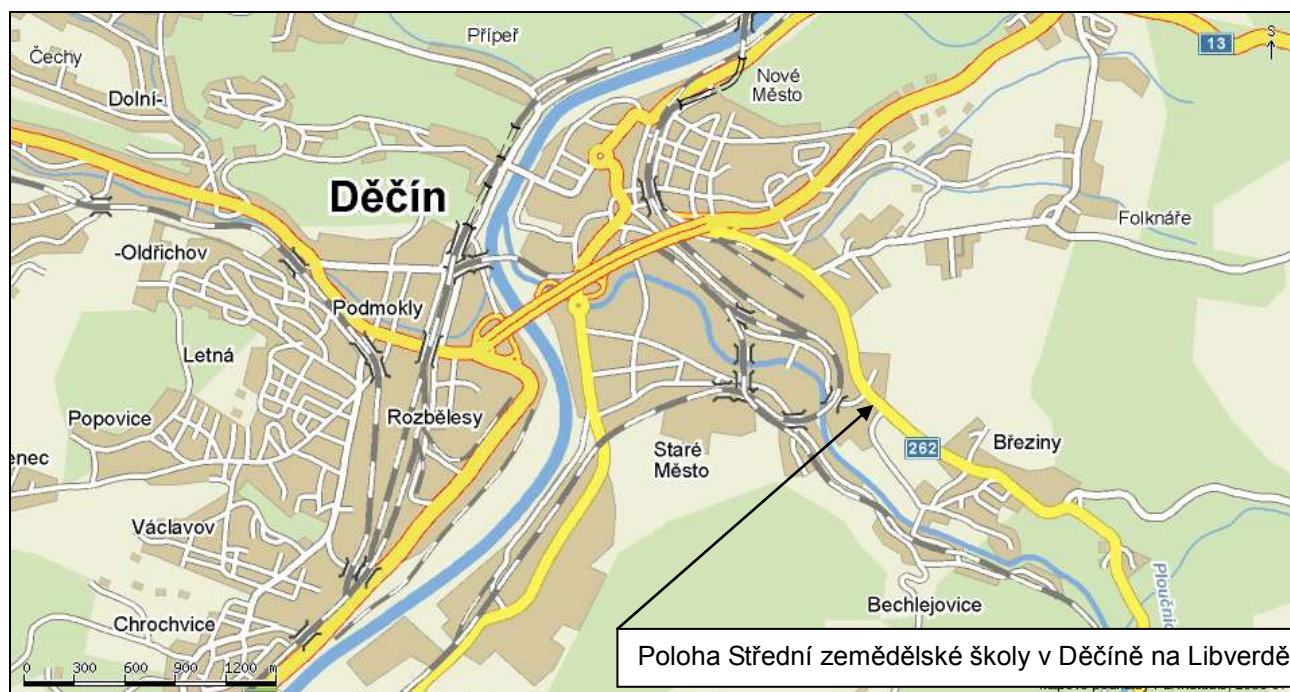 Přípeř
Čechy
Dolní-
Nové
Město
13
S
Děčín
Folknáře
-Oldřichov
Podmokly
Letná
Popovice
Rozbělesy
enec
Staré
Město
262
Březiny
Václavov
Ploučnic
Bechlejovice
Chrochvice
0 300 600 900 1200 m
Poloha Střední zemědělské školy v Děčíně na Libverdě